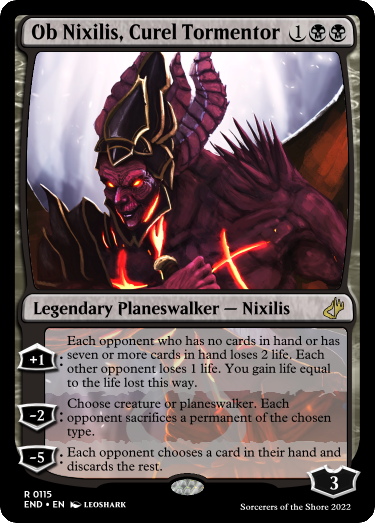 Ob Nixilis, Curel Tormentor 1
Legendary Planeswalker — Nixilis
+1: Each opponent who has no cards in hand or has
seven or more cards in hand loses 2 life. Each
other opponent loses 1 life. You gain life equal
to the life lost this way.
-2: Choose creature or planeswalker. Each
opponent sacrifices a permanent of the chosen
type.
-5: Each opponent chooses a card in their hand and
discards the rest.
3
R 0115
END • EN LEOSHARK
Sorcerers of the Shore 2022